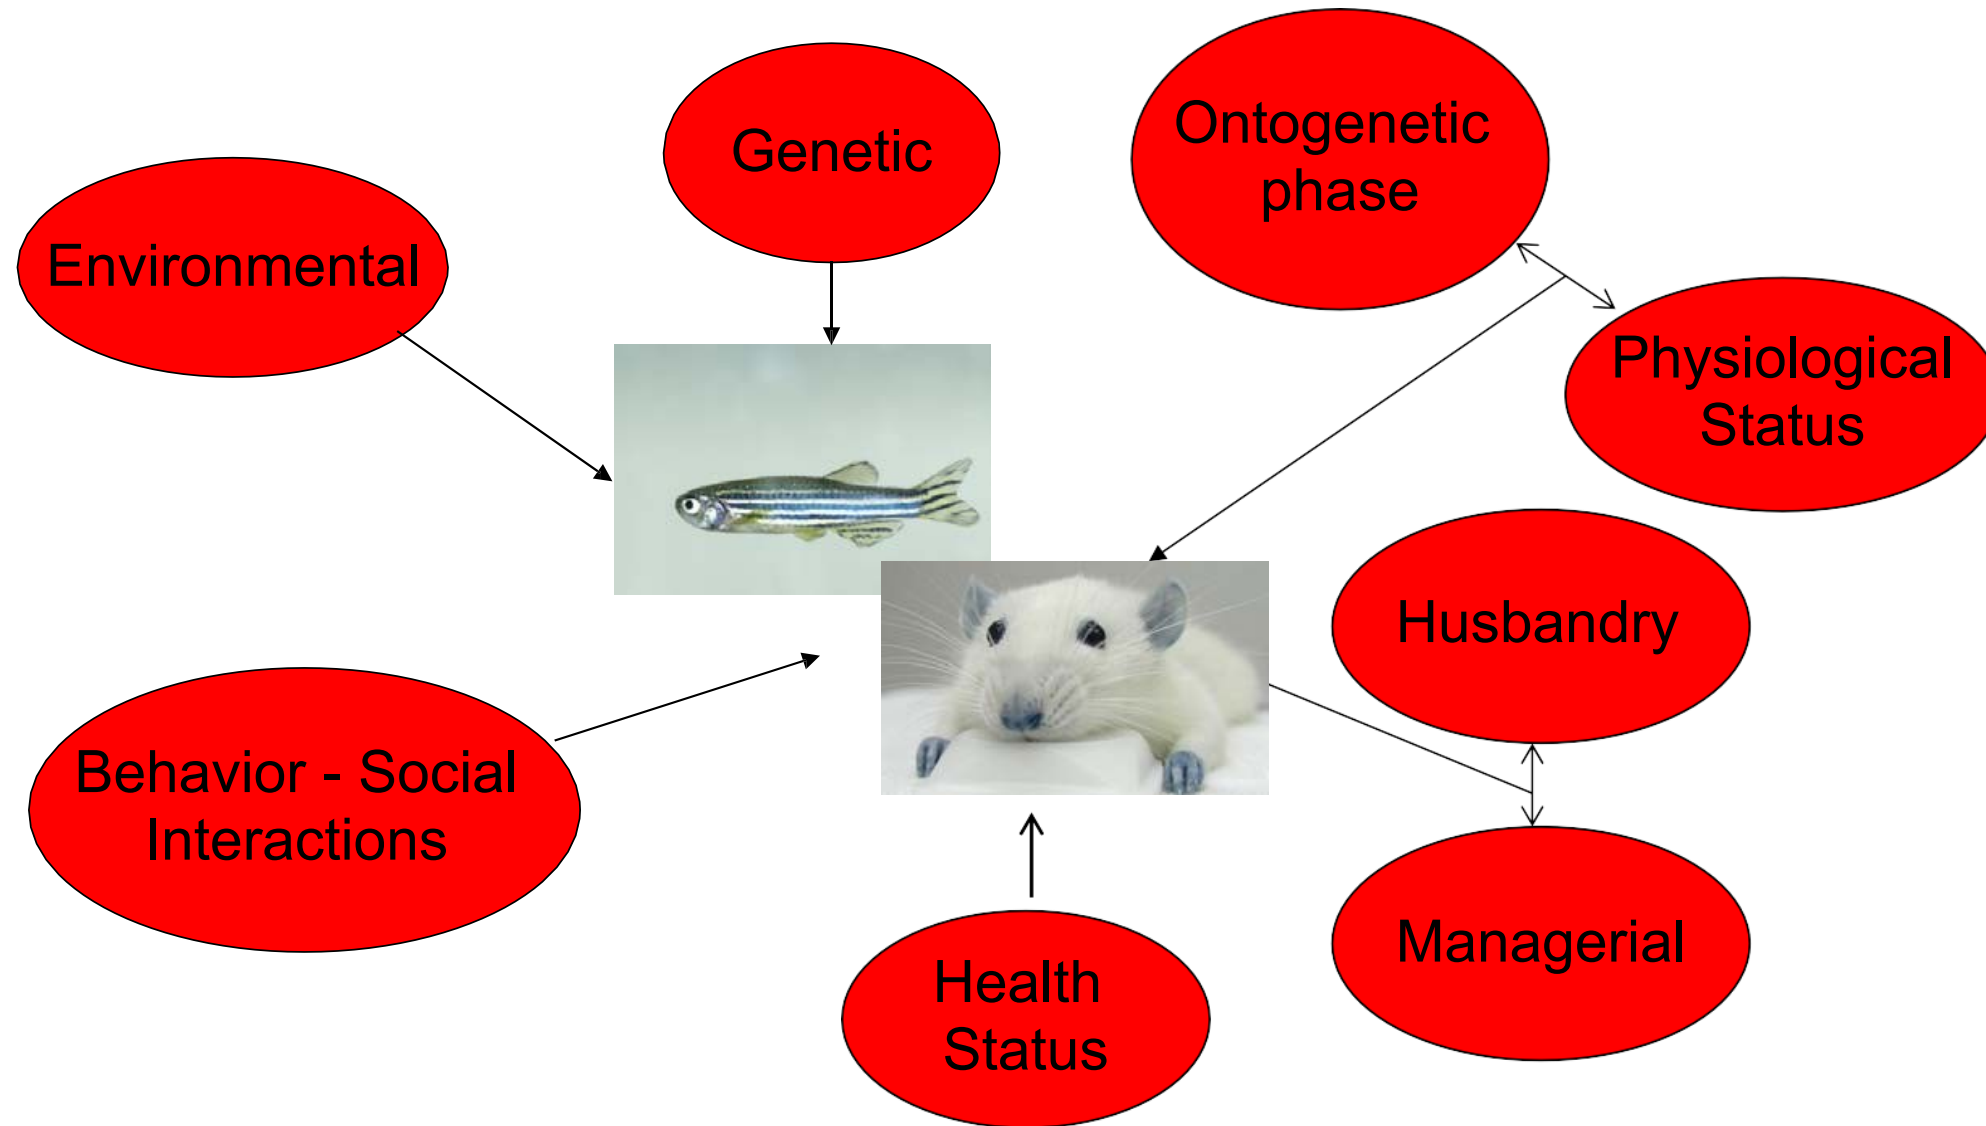 Genetic
Ontogenetic
phase
Environmental
Physiological
Status
Husbandry
Behavior - Social
Interactions
Managerial
Health
Status